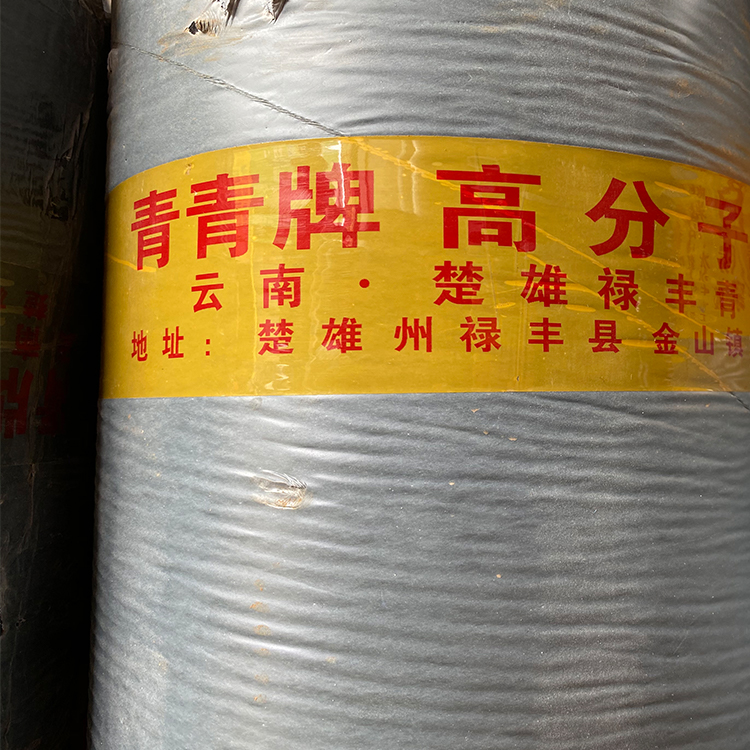 青青牌 高分子
云南·楚雄禄丰青
地址：楚雄州禄丰县金山镇